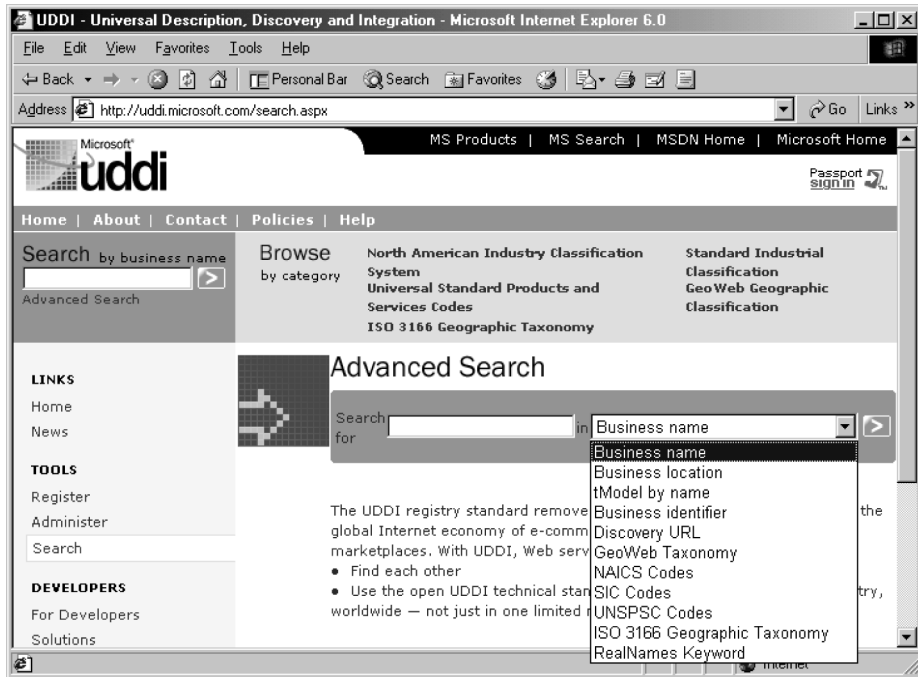 UDDI - Universal Description, Discovery and Integration - Microsoft Internet Explorer 6.0
File Edit View Favorites Tools Help
Back Personal Bar Search Favorites
Address http://uddi.microsoft.com/search.aspx Go Links »
MS Products | MS Search | MSDN Home | Microsoft Home
Microsoft
uddi
Passport
sign in
Home | About | Contact | Policies | Help
Search by business name
Advanced Search
Browse
by category
North American Industry Classification
System
Universal Standard Products and
Services Codes
ISO 3166 Geographic Taxonomy
Standard Industrial
Classification
GeoWeb Geographic
Classification
LINKS
Home
News
TOOLS
Register
Administer
Search
DEVELOPERS
For Developers
Solutions
Advanced Search
Search
for
in Business name
Business name
Business location
tModel by name
Business identifier
Discovery URL
GeoWeb Taxonomy
NAICS Codes
SIC Codes
UNSPSC Codes
ISO 3166 Geographic Taxonomy
RealNames Keyword
The UDDI registry standard remove the
global Internet economy of e-comm
marketplaces. With UDDI, Web serv
• Find each other
• Use the open UDDI technical stan try,
worldwide — not just in one limited
Internet